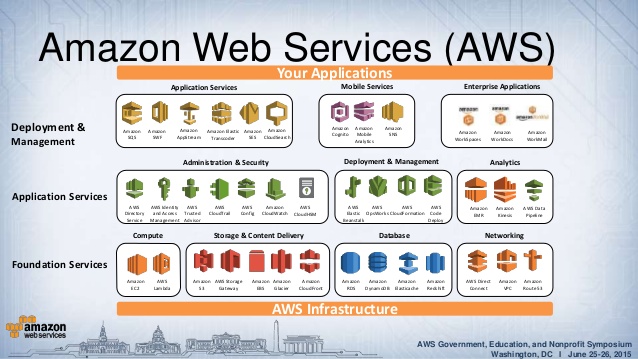 Amazon Web Services (AWS)
Your Applications
Application Services
Mobile Services
Enterprise Applications
Deployment &
Management
Amazon
SQS
Amazon
SWF
Amazon
AppStream
Amazon Elastic
Transcoder
Amazon
SES
Amazon
CloudSearch
Amazon
Cognito
Amazon
Mobile
Analytics
Amazon
SNS
Amazon
WorkSpaces
Amazon
WorkDocs
Amazon
WorkMail
Administration & Security
Deployment & Management
Analytics
Application Services
AWS
Directory
Service
AWS Identity
and Access
Management
AWS
Trusted
Advisor
AWS
CloudTrail
AWS
Config
Amazon
CloudWatch
AWS
CloudHSM
AWS
Elastic
Beanstalk
AWS
OpsWorks
AWS
CloudFormation
AWS
Code
Deploy
Amazon
EMR
Amazon
Kinesis
AWS Data
Pipeline
Compute
Storage & Content Delivery
Database
Networking
Foundation Services
Amazon
EC2
AWS
Lambda
Amazon
S3
AWS Storage
Gateway
Amazon
EBS
Amazon
Glacier
Amazon
CloudFront
Amazon
RDS
Amazon
DynamoDB
Amazon
Elasticache
Amazon
Redshift
AWS Direct
Connect
Amazon
VPC
Amazon
Route 53
AWS Infrastructure
amazon
web services
AWS Government, Education, and Nonprofit Symposium
Washington, DC I June 25-26, 2015